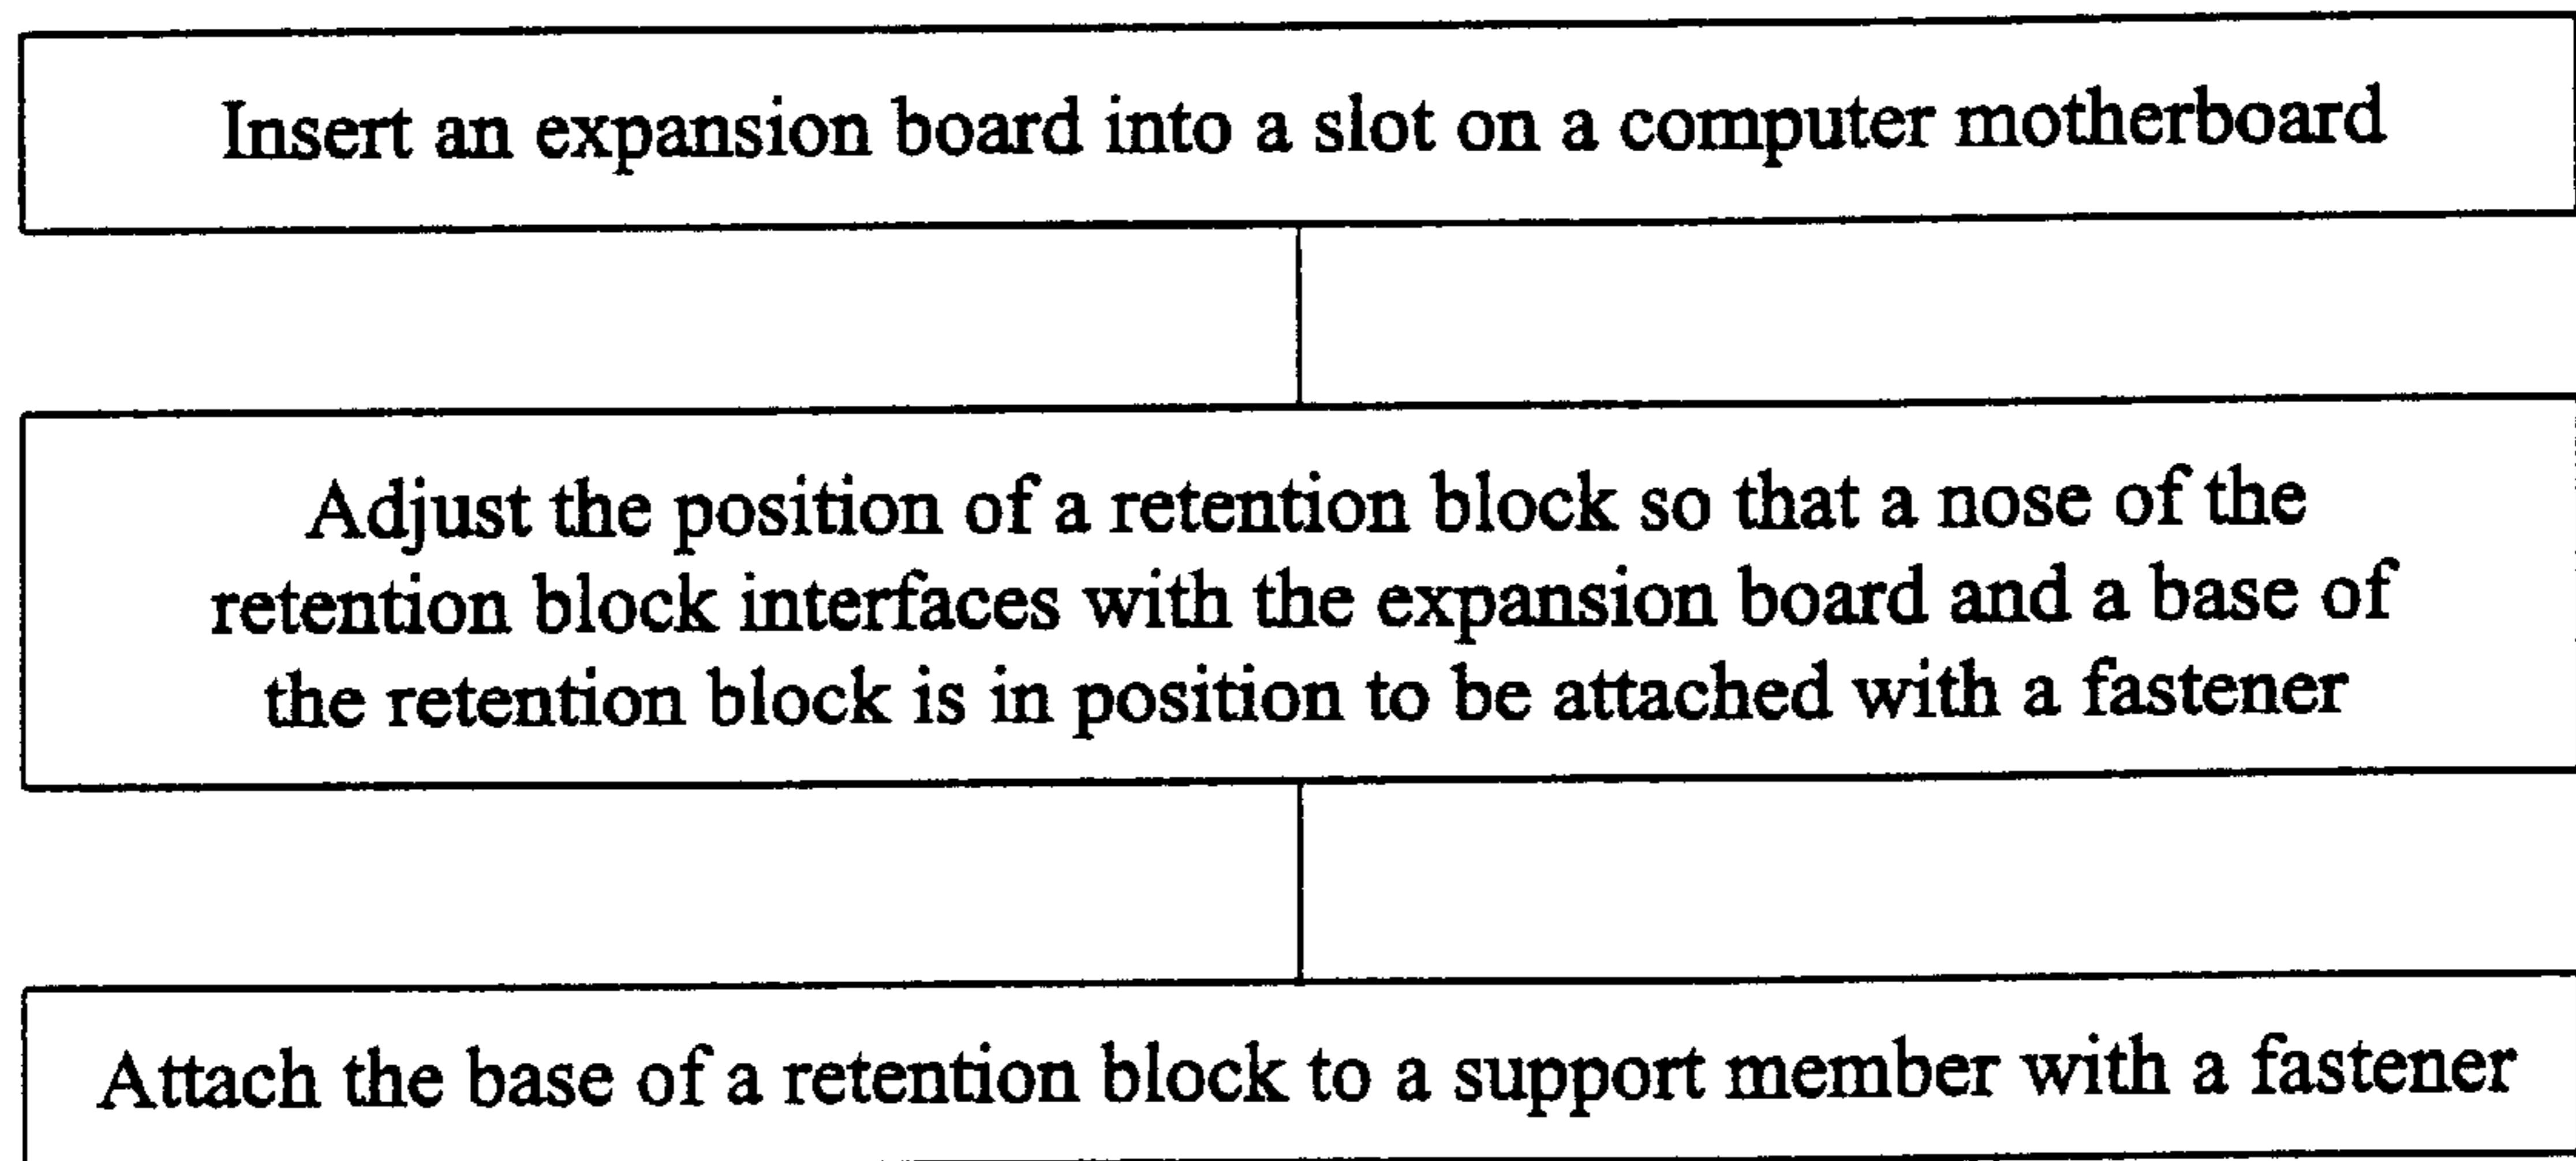 Insert an expansion board into a slot on a computer motherboard
Adjust the position of a retention block so that a nose of the
retention block interfaces with the expansion board and a base of
the retention block is in position to be attached with a fastener
Attach the base of a retention block to a support member with a fastener